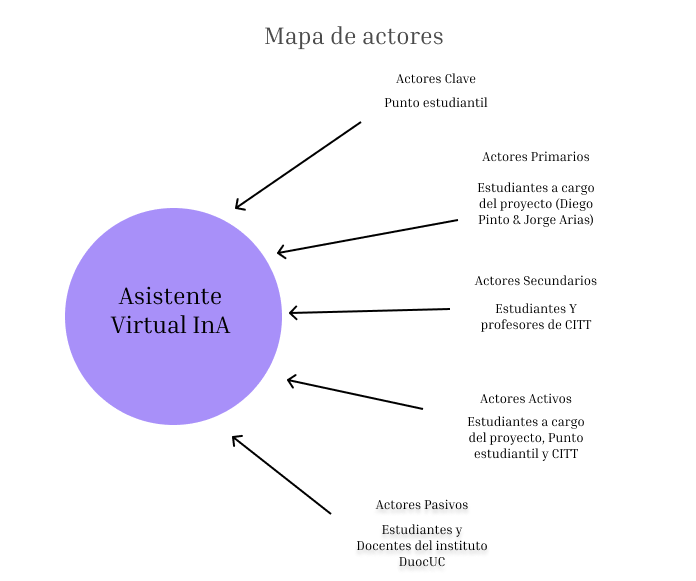 Mapa de actores
Actores Clave
Punto estudiantil
Actores Primarios
Estudiantes a cargo
del proyecto (Diego
Pinto & Jorge Arias)
Asistente
Virtual InA
Actores Secundarios
Estudiantes Y
profesores de CITT
Actores Activos
Estudiantes a cargo
del proyecto, Punto
estudiantil y CITT
Actores Pasivos
Estudiantes y
Docentes del instituto
DuocUC